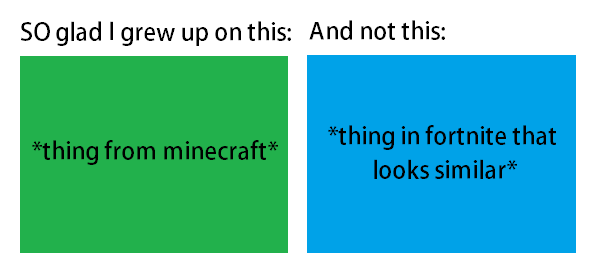 SO glad I grew up on this:
And not this:
*thing from minecraft*
*thing in fortnite that
looks similar*